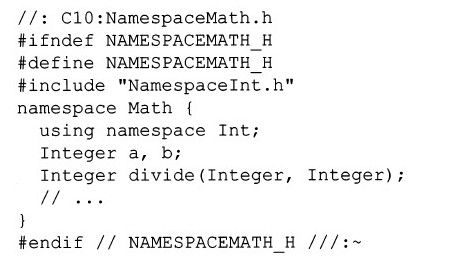 //: C10:NamespaceMath.h
#ifndef NAMESPACEMATH_H
#define NAMESPACEMATH_H
#include "NamespaceInt.h"
namespace Math {
  using namespace Int;
  Integer a, b;
  Integer divide(Integer, Integer);
  // ...
}
#endif // NAMESPACEMATH_H ///:~